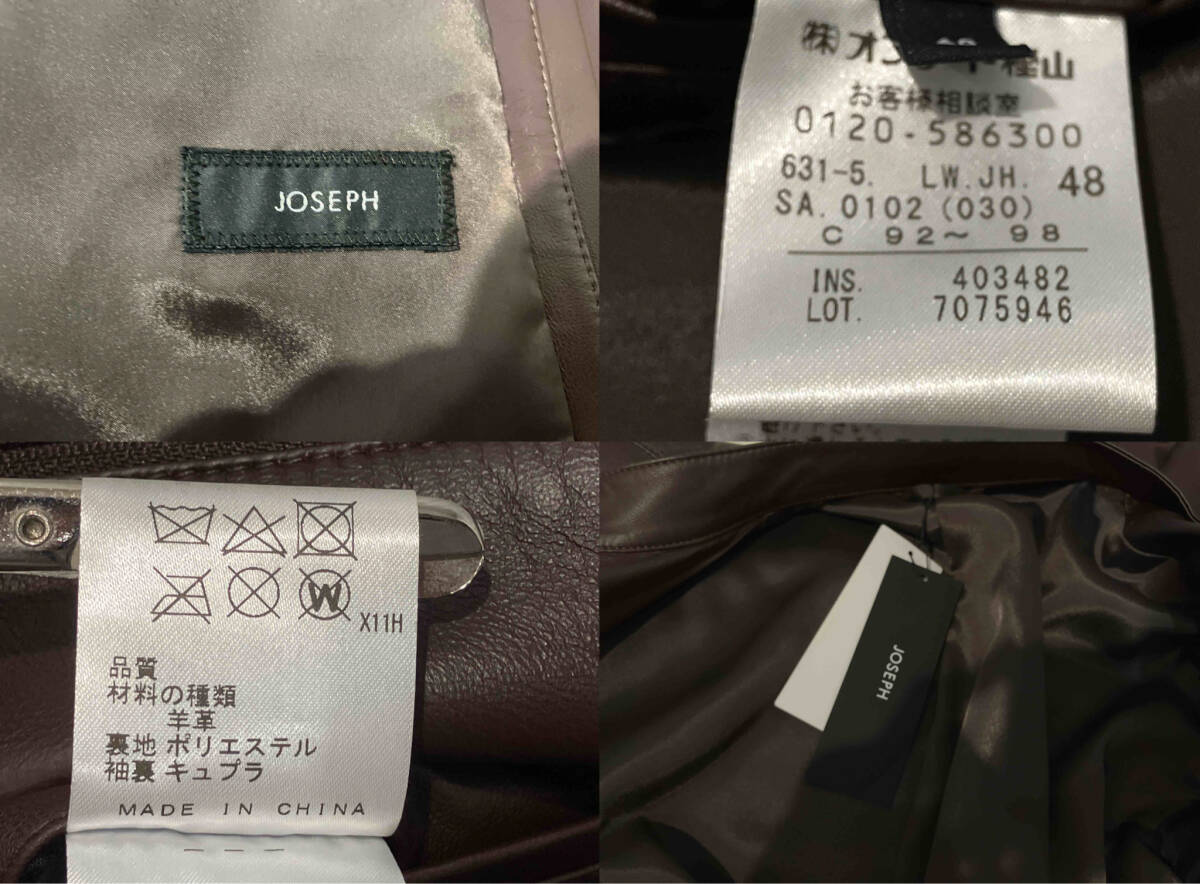 JOSEPH
㈱オ 樫山
お客様相談室
0120-586300
631-5. LW.JH. 48
SA. 0102 (030)
C 92～ 98
INS. 403482
LOT. 7075946
W
X11H
品質
材料の種類
羊革
裏地 ポリエステル
袖裏 キュプラ
MADE IN CHINA
JOSEPH